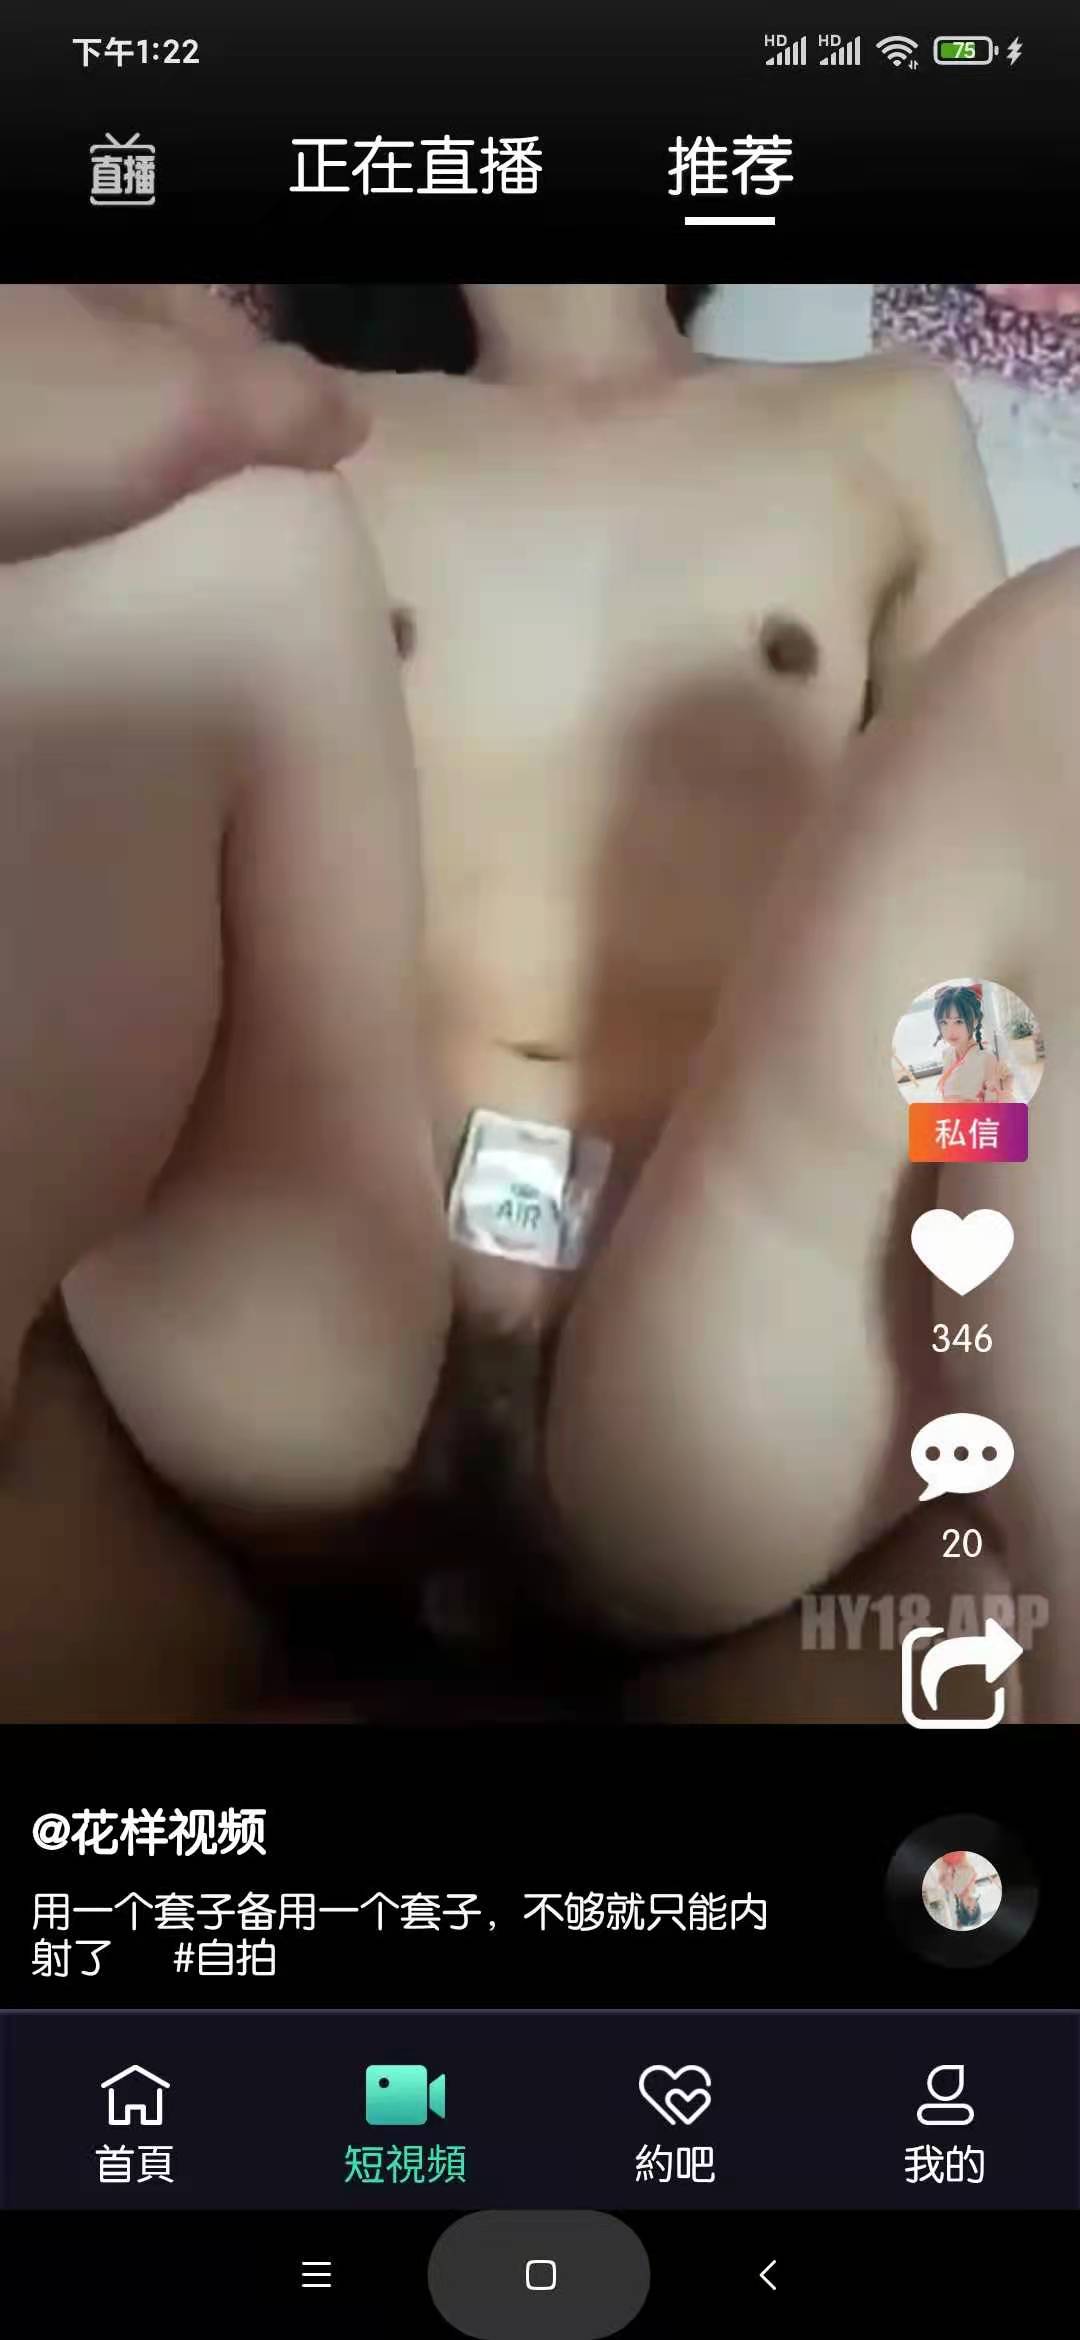 下午1:22
HD HD 75
直播 正在直播 推荐
AIR
私信
346
20
HY18.APP
@花样视频
用一个套子备用一个套子，不够就只能内
射了 #自拍
首頁 短視頻 約吧 我的